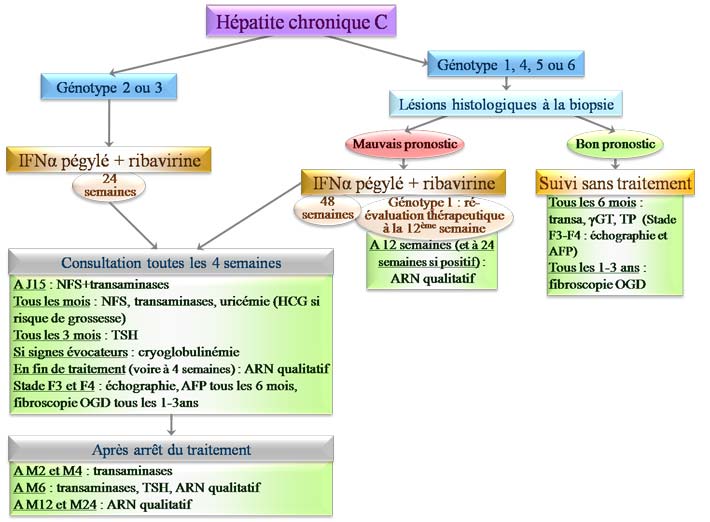 Hépatite chronique C
Génotype 2 ou 3
Génotype 1, 4, 5 ou 6
Lésions histologiques à la biopsie
Mauvais pronostic
Bon pronostic
IFNα pégylé + ribavirine
24
semaines
IFNα pégylé + ribavirine
48
semaines
Génotype 1 : ré-
évaluation thérapeutique
à la 12ème semaine
A 12 semaines (et à 24
semaines si positif) :
ARN qualitatif
Suivi sans traitement
Tous les 6 mois :
transa, γGT, TP (Stade
F3-F4 : échographie et
AFP)
Tous les 1-3 ans :
fibroscopie OGD
Consultation toutes les 4 semaines
A J15 : NFS+transaminases
Tous les mois : NFS, transaminases, uricémie (HCG si
risque de grossesse)
Tous les 3 mois : TSH
Si signes évocateurs : cryoglobulinémie
En fin de traitement (voire à 4 semaines) : ARN qualitatif
Stade F3 et F4 : échographie, AFP tous les 6 mois,
fibroscopie OGD tous les 1-3ans
Après arrêt du traitement
A M2 et M4 : transaminases
A M6 : transaminases, TSH, ARN qualitatif
A M12 et M24 : ARN qualitatif